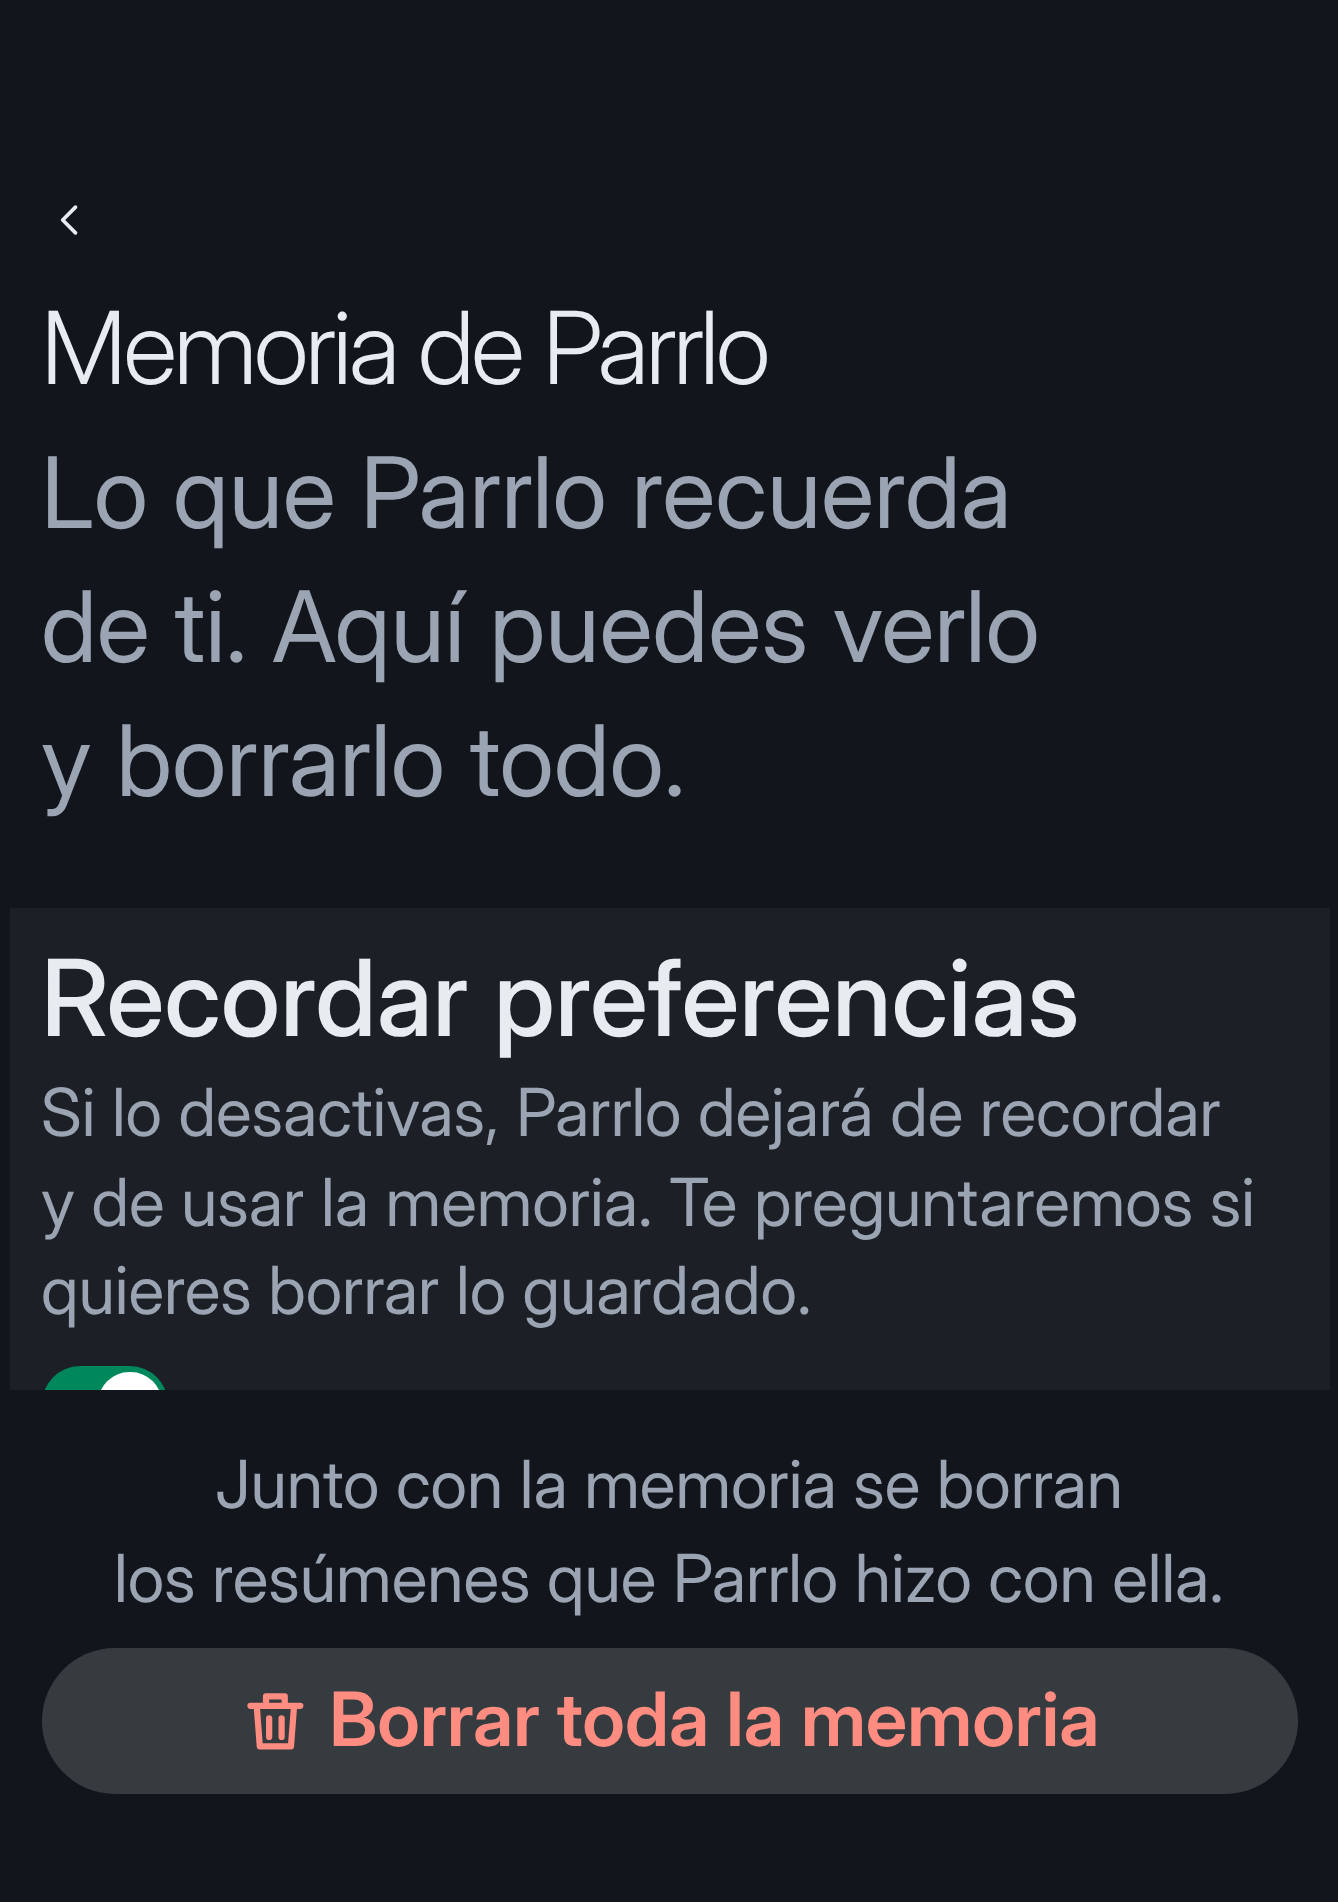 Memoria de Parrlo
Lo que Parrlo recuerda
de ti. Aquí puedes verlo
y borrarlo todo.
Recordar preferencias
Si lo desactivas, Parrlo dejará de recordar
y de usar la memoria. Te preguntaremos si
quieres borrar lo guardado.
Junto con la memoria se borran
los resúmenes que Parrlo hizo con ella.
Borrar toda la memoria